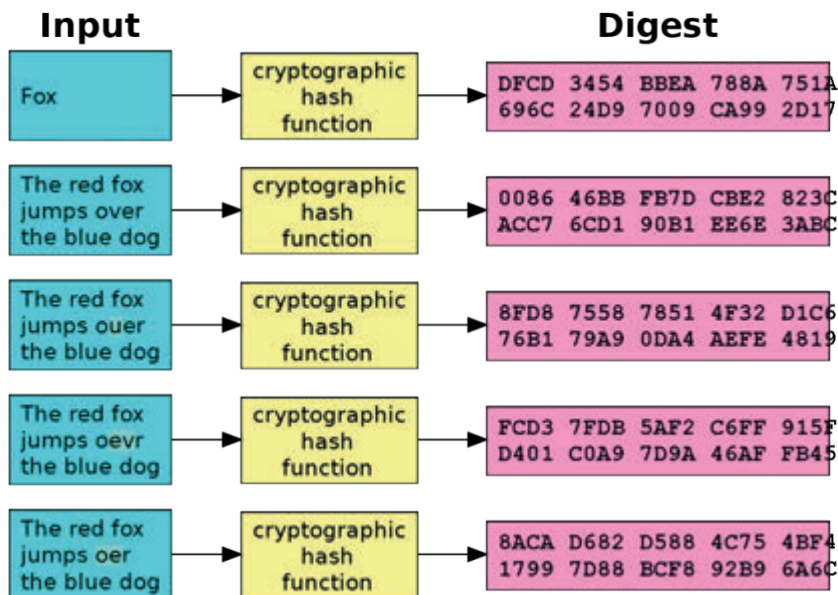 Input
Digest
Fox
cryptographic
hash
function
DFCD 3454 BBEA 788A 751A
696C 24D9 7009 CA99 2D17
The red fox
jumps over
the blue dog
cryptographic
hash
function
0086 46BB FB7D CBE2 823C
ACC7 6CD1 90B1 EE6E 3ABC
The red fox
jumps ouer
the blue dog
cryptographic
hash
function
8FD8 7558 7851 4F32 D1C6
76B1 79A9 0DA4 AEFE 4819
The red fox
jumps oevr
the blue dog
cryptographic
hash
function
FCD3 7FDB 5AF2 C6FF 915F
D401 C0A9 7D9A 46AF FB45
The red fox
jumps oer
the blue dog
cryptographic
hash
function
8ACA D682 D588 4C75 4BF4
1799 7D88 BCF8 92B9 6A6C